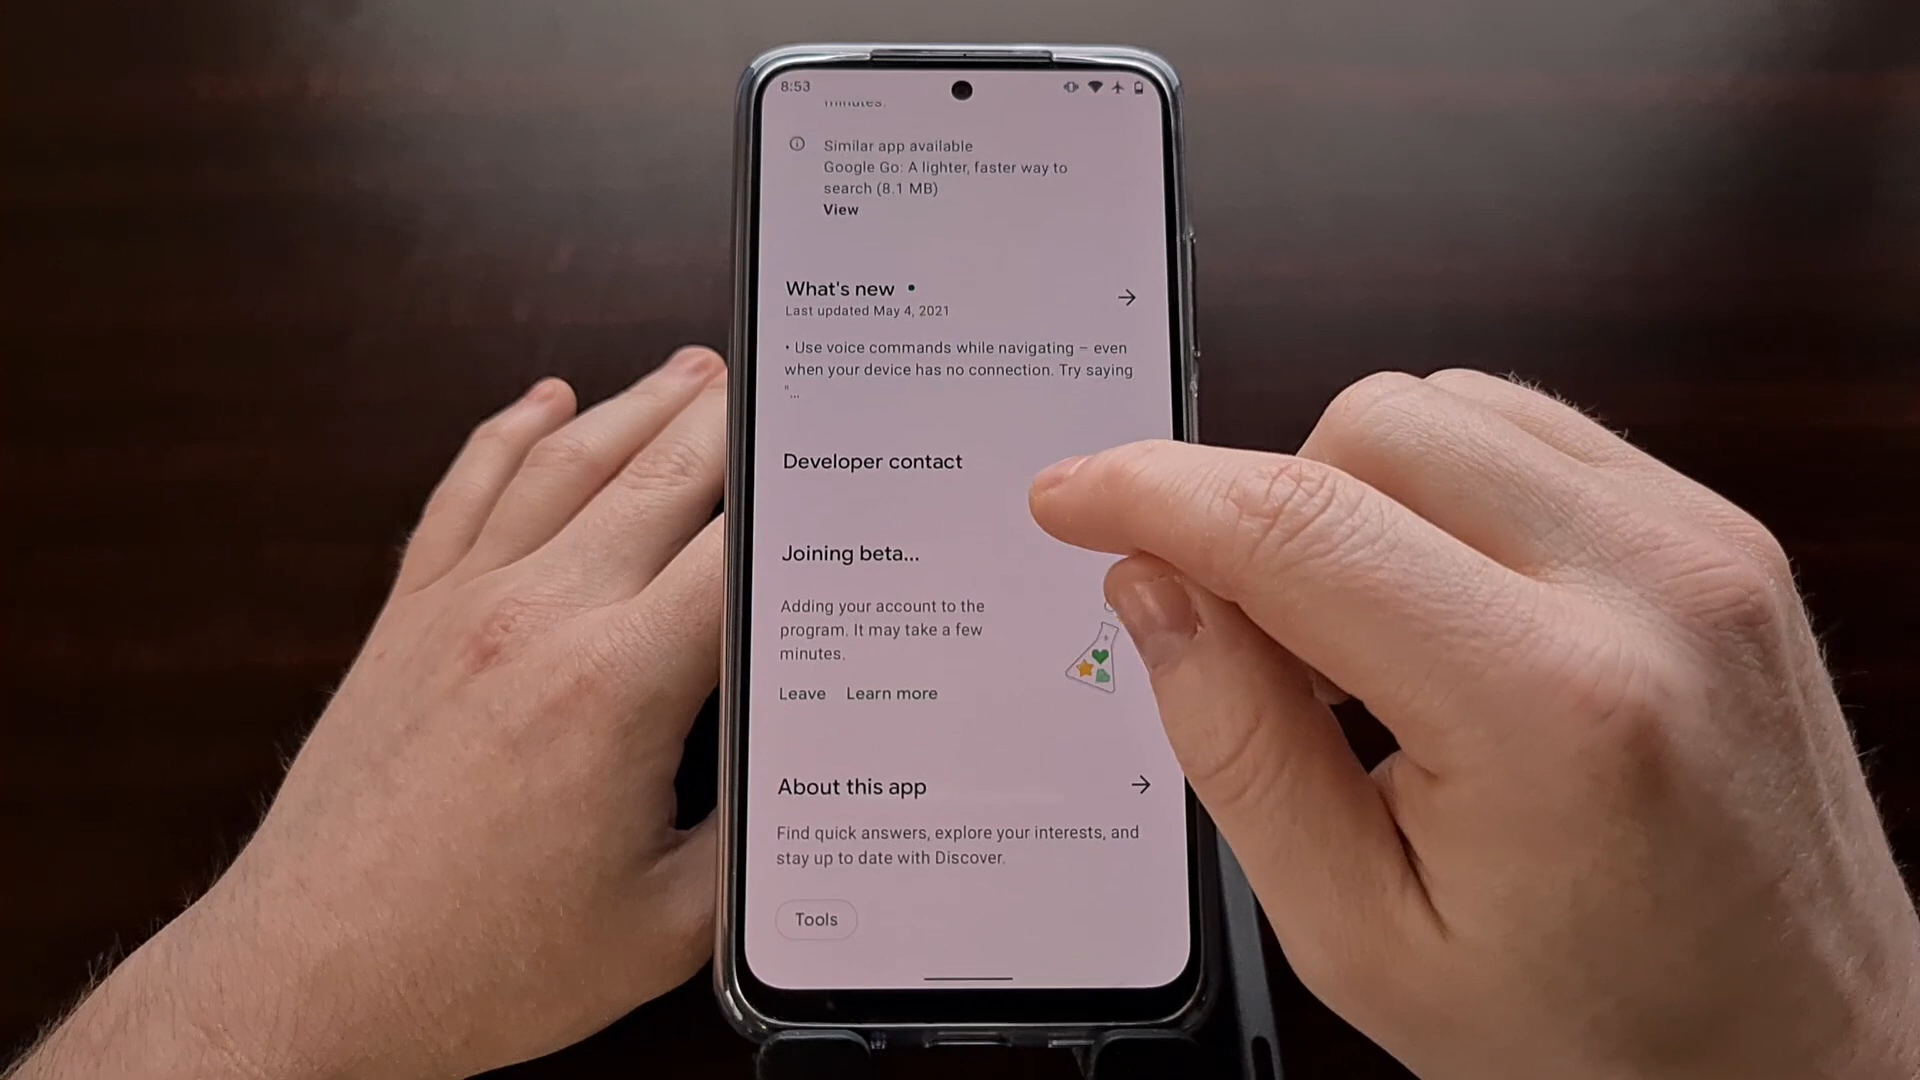 8:53
minutes.
Similar app available
Google Go: A lighter, faster way to
search (8.1 MB)
View
What's new •
Last updated May 4, 2021
• Use voice commands while navigating – even
when your device has no connection. Try saying
"...
Developer contact
Joining beta...
Adding your account to the
program. It may take a few
minutes.
Leave Learn more
About this app
Find quick answers, explore your interests, and
stay up to date with Discover.
Tools